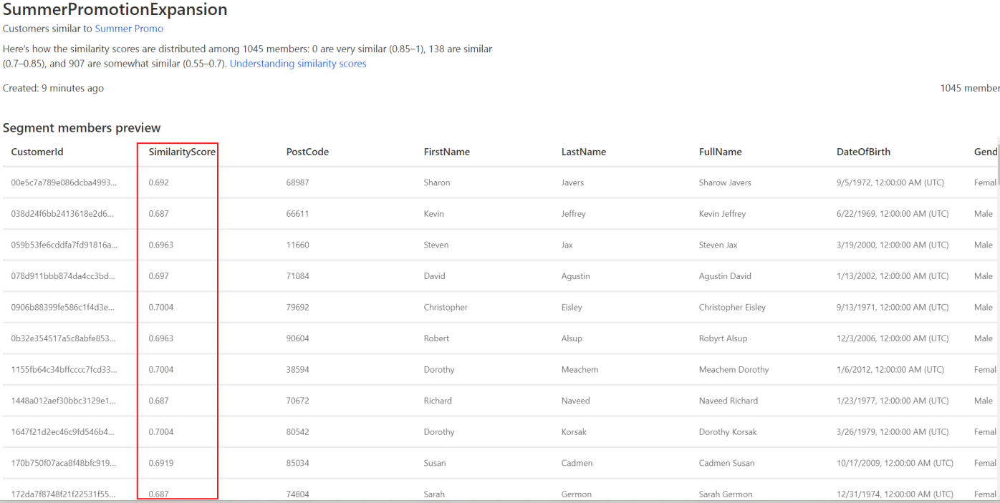 SummerPromotionExpansion
Customers similar to Summer Promo
Here's how the similarity scores are distributed among 1045 members: 0 are very similar (0.85–1), 138 are similar
(0.7–0.85), and 907 are somewhat similar (0.55–0.7). Understanding similarity scores
Created: 9 minutes ago 1045 member
Segment members preview
CustomerId SimilarityScore PostCode FirstName LastName FullName DateOfBirth Gend
00e5c7a789e086dcba4993... 0.692 68987 Sharon Javers Sharow Javers 9/5/1972, 12:00:00 AM (UTC) Femal
038d24f6bb2413618e2d6... 0.687 66611 Kevin Jeffrey Kevin Jeffrey 6/22/1969, 12:00:00 AM (UTC) Male
059b53fe6cddfa7fd91816a... 0.6963 11660 Steven Jax Steven Jax 3/19/2000, 12:00:00 AM (UTC) Male
078d911bbb874da4cc3bd... 0.697 71084 David Agustin Agustin David 1/13/2002, 12:00:00 AM (UTC) Male
0906b88399fe586c1f4d3e... 0.7004 79692 Christopher Eisley Christopher Eisley 9/13/1971, 12:00:00 AM (UTC) Male
0b32e354517a5c8abfe853... 0.6963 90604 Robert Alsup Robyrt Alsup 12/3/2006, 12:00:00 AM (UTC) Male
1155fb64c34bffcccc7fcd33... 0.7004 38594 Dorothy Meachem Meachem Dorothy 1/6/2012, 12:00:00 AM (UTC) Femal
1448a012aef30bbc3129e1... 0.687 70672 Richard Naveed Naveed Richard 1/23/1977, 12:00:00 AM (UTC) Male
1647f21d2ec46c9fd546b4... 0.7004 80542 Dorothy Korsak Dorothy Korsak 3/26/1979, 12:00:00 AM (UTC) Femal
170b750f07aca8f48bfc919... 0.6919 85034 Susan Cadmen Cadmen Susan 10/17/2009, 12:00:00 AM (UTC) Femal
172da7f8748f21f22531f55... 0.687 74804 Sarah Germon Sarah Germon 12/31/1974, 12:00:00 AM (UTC) Femal